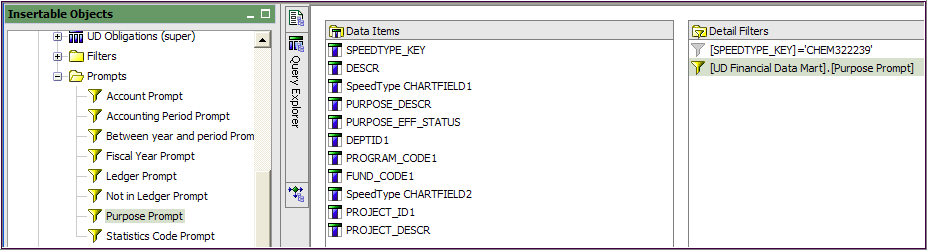 Insertable Objects
UD Obligations (super)
Filters
Prompts
Account Prompt
Accounting Period Prompt
Between year and period Prom
Fiscal Year Prompt
Ledger Prompt
Not in Ledger Prompt
Purpose Prompt
Statistics Code Prompt
Query Explorer
Data Items
SPEEDTYPE_KEY
DESCR
SpeedType CHARTFIELD1
PURPOSE_DESCR
PURPOSE_EFF_STATUS
DEPTID1
PROGRAM_CODE1
FUND_CODE1
SpeedType CHARTFIELD2
PROJECT_ID1
PROJECT_DESCR
Detail Filters
[SPEEDTYPE_KEY]='CHEM322239'
[UD Financial Data Mart].[Purpose Prompt]